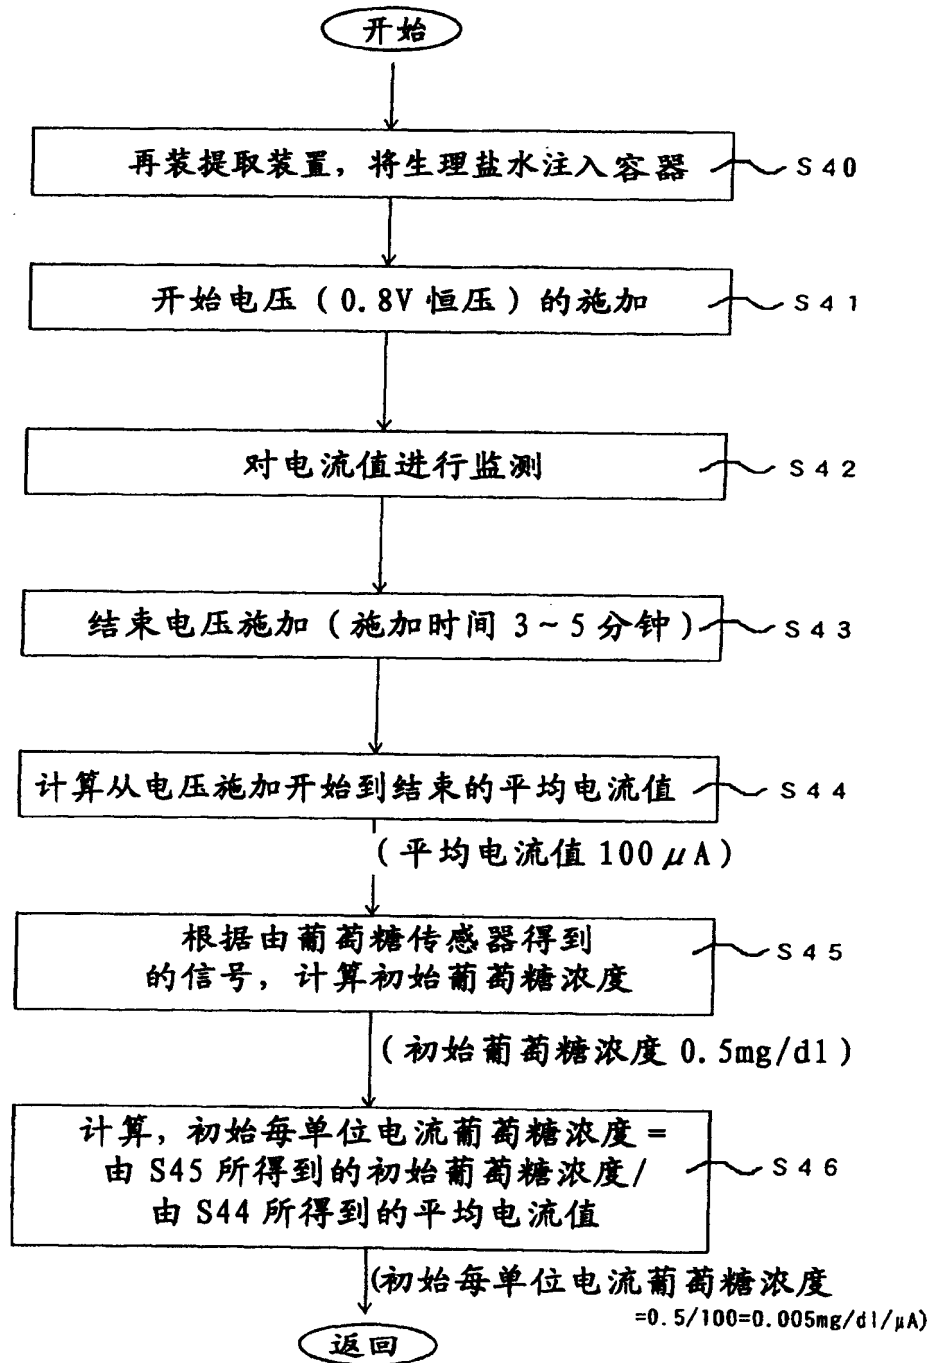 开始
再装提取装置，将生理盐水注入容器
S40
开始电压（0.8V 恒压）的施加
S41
对电流值进行监测
S42
结束电压施加（施加时间 3~5 分钟）
S43
计算从电压施加开始到结束的平均电流值
S44
（平均电流值 100μA）
根据由葡萄糖传感器得到
的信号，计算初始葡萄糖浓度
S45
（初始葡萄糖浓度 0.5mg/dl）
计算，初始每单位电流葡萄糖浓度=
由 S45 所得到的初始葡萄糖浓度/
由 S44 所得到的平均电流值
S46
(初始每单位电流葡萄糖浓度
=0.5/100=0.005mg/dl/μA)
返回